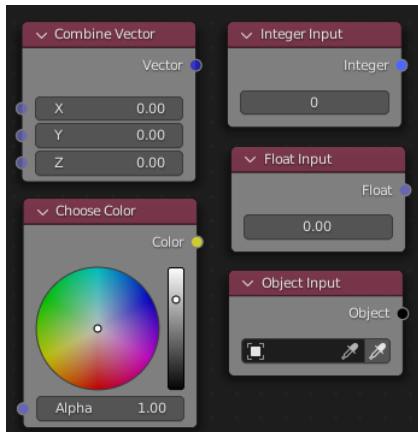 Combine Vector
Vector
X 0.00
Y 0.00
Z 0.00
Choose Color
Color
Alpha 1.00
Integer Input
Integer
0
Float Input
Float
0.00
Object Input
Object